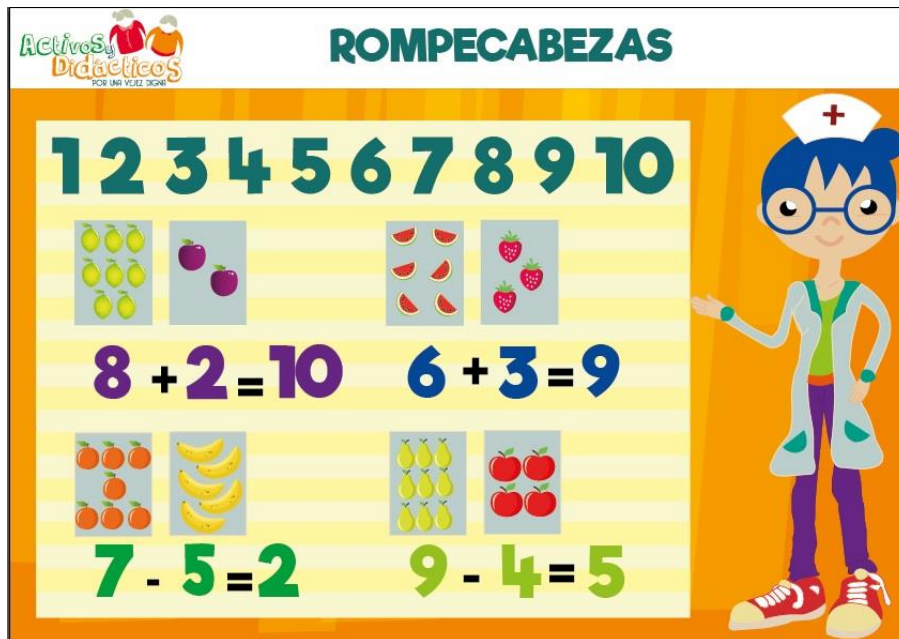 Activos y
Didácticos
POR UNA VEJEZ DIGNA
ROMPECABEZAS
1 2 3 4 5 6 7 8 9 10
8 + 2 = 10
6 + 3 = 9
7 - 5 = 2
9 - 4 = 5